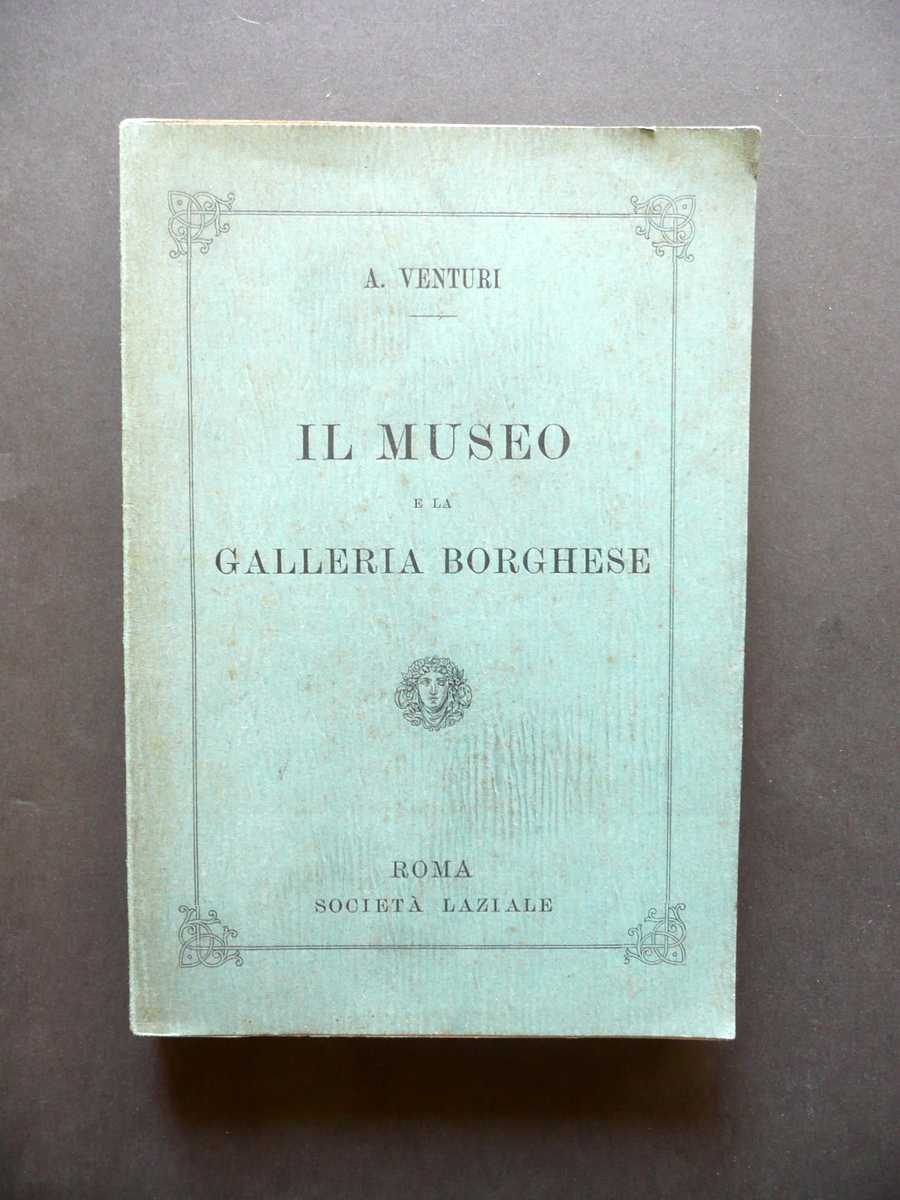 A. VENTURI
IL MUSEO
E LA
GALLERIA BORGHESE
ROMA
SOCIETÀ LAZIALE